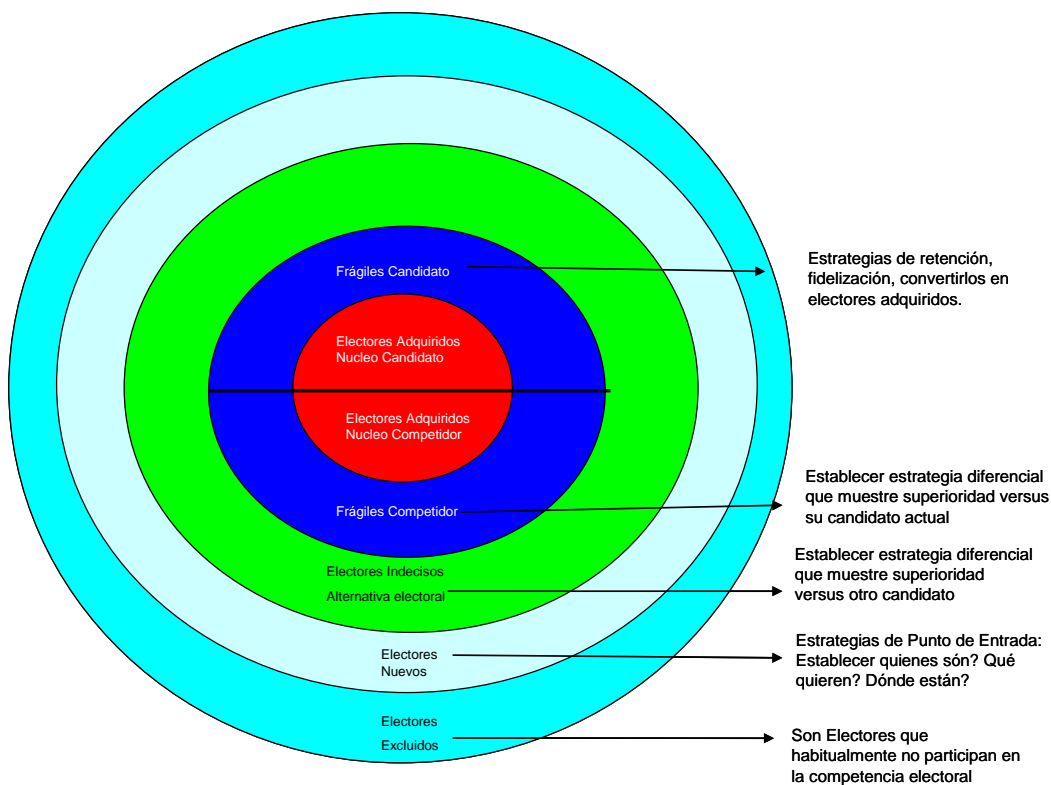 Frágiles Candidato
Estrategias de retención,
fidelización, convertirlos en
electores adquiridos.
Electores Adquiridos
Nucleo Candidato
Electores Adquiridos
Nucleo Competidor
Frágiles Competidor
Establecer estrategia diferencial
que muestre superioridad versus
su candidato actual
Electores Indecisos
Alternativa electoral
Establecer estrategia diferencial
que muestre superioridad
versus otro candidato
Electores
Nuevos
Estrategias de Punto de Entrada:
Establecer quienes són? Qué
quieren? Dónde están?
Electores
Excluidos
Son Electores que
habitualmente no participan en
la competencia electoral